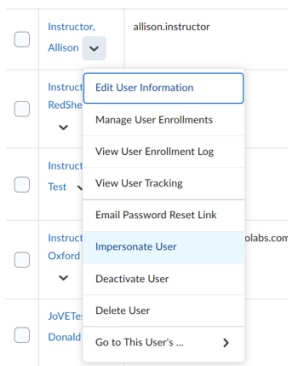 Instructor,
Allison
allison.instructor
Instruct
RedShe
Edit User Information
Manage User Enrollments
View User Enrollment Log
Instruct
Test
View User Tracking
Email Password Reset Link
Instruct
Oxford
olabs.com
Impersonate User
Deactivate User
Delete User
JoVETes
Donald
Go to This User's ...